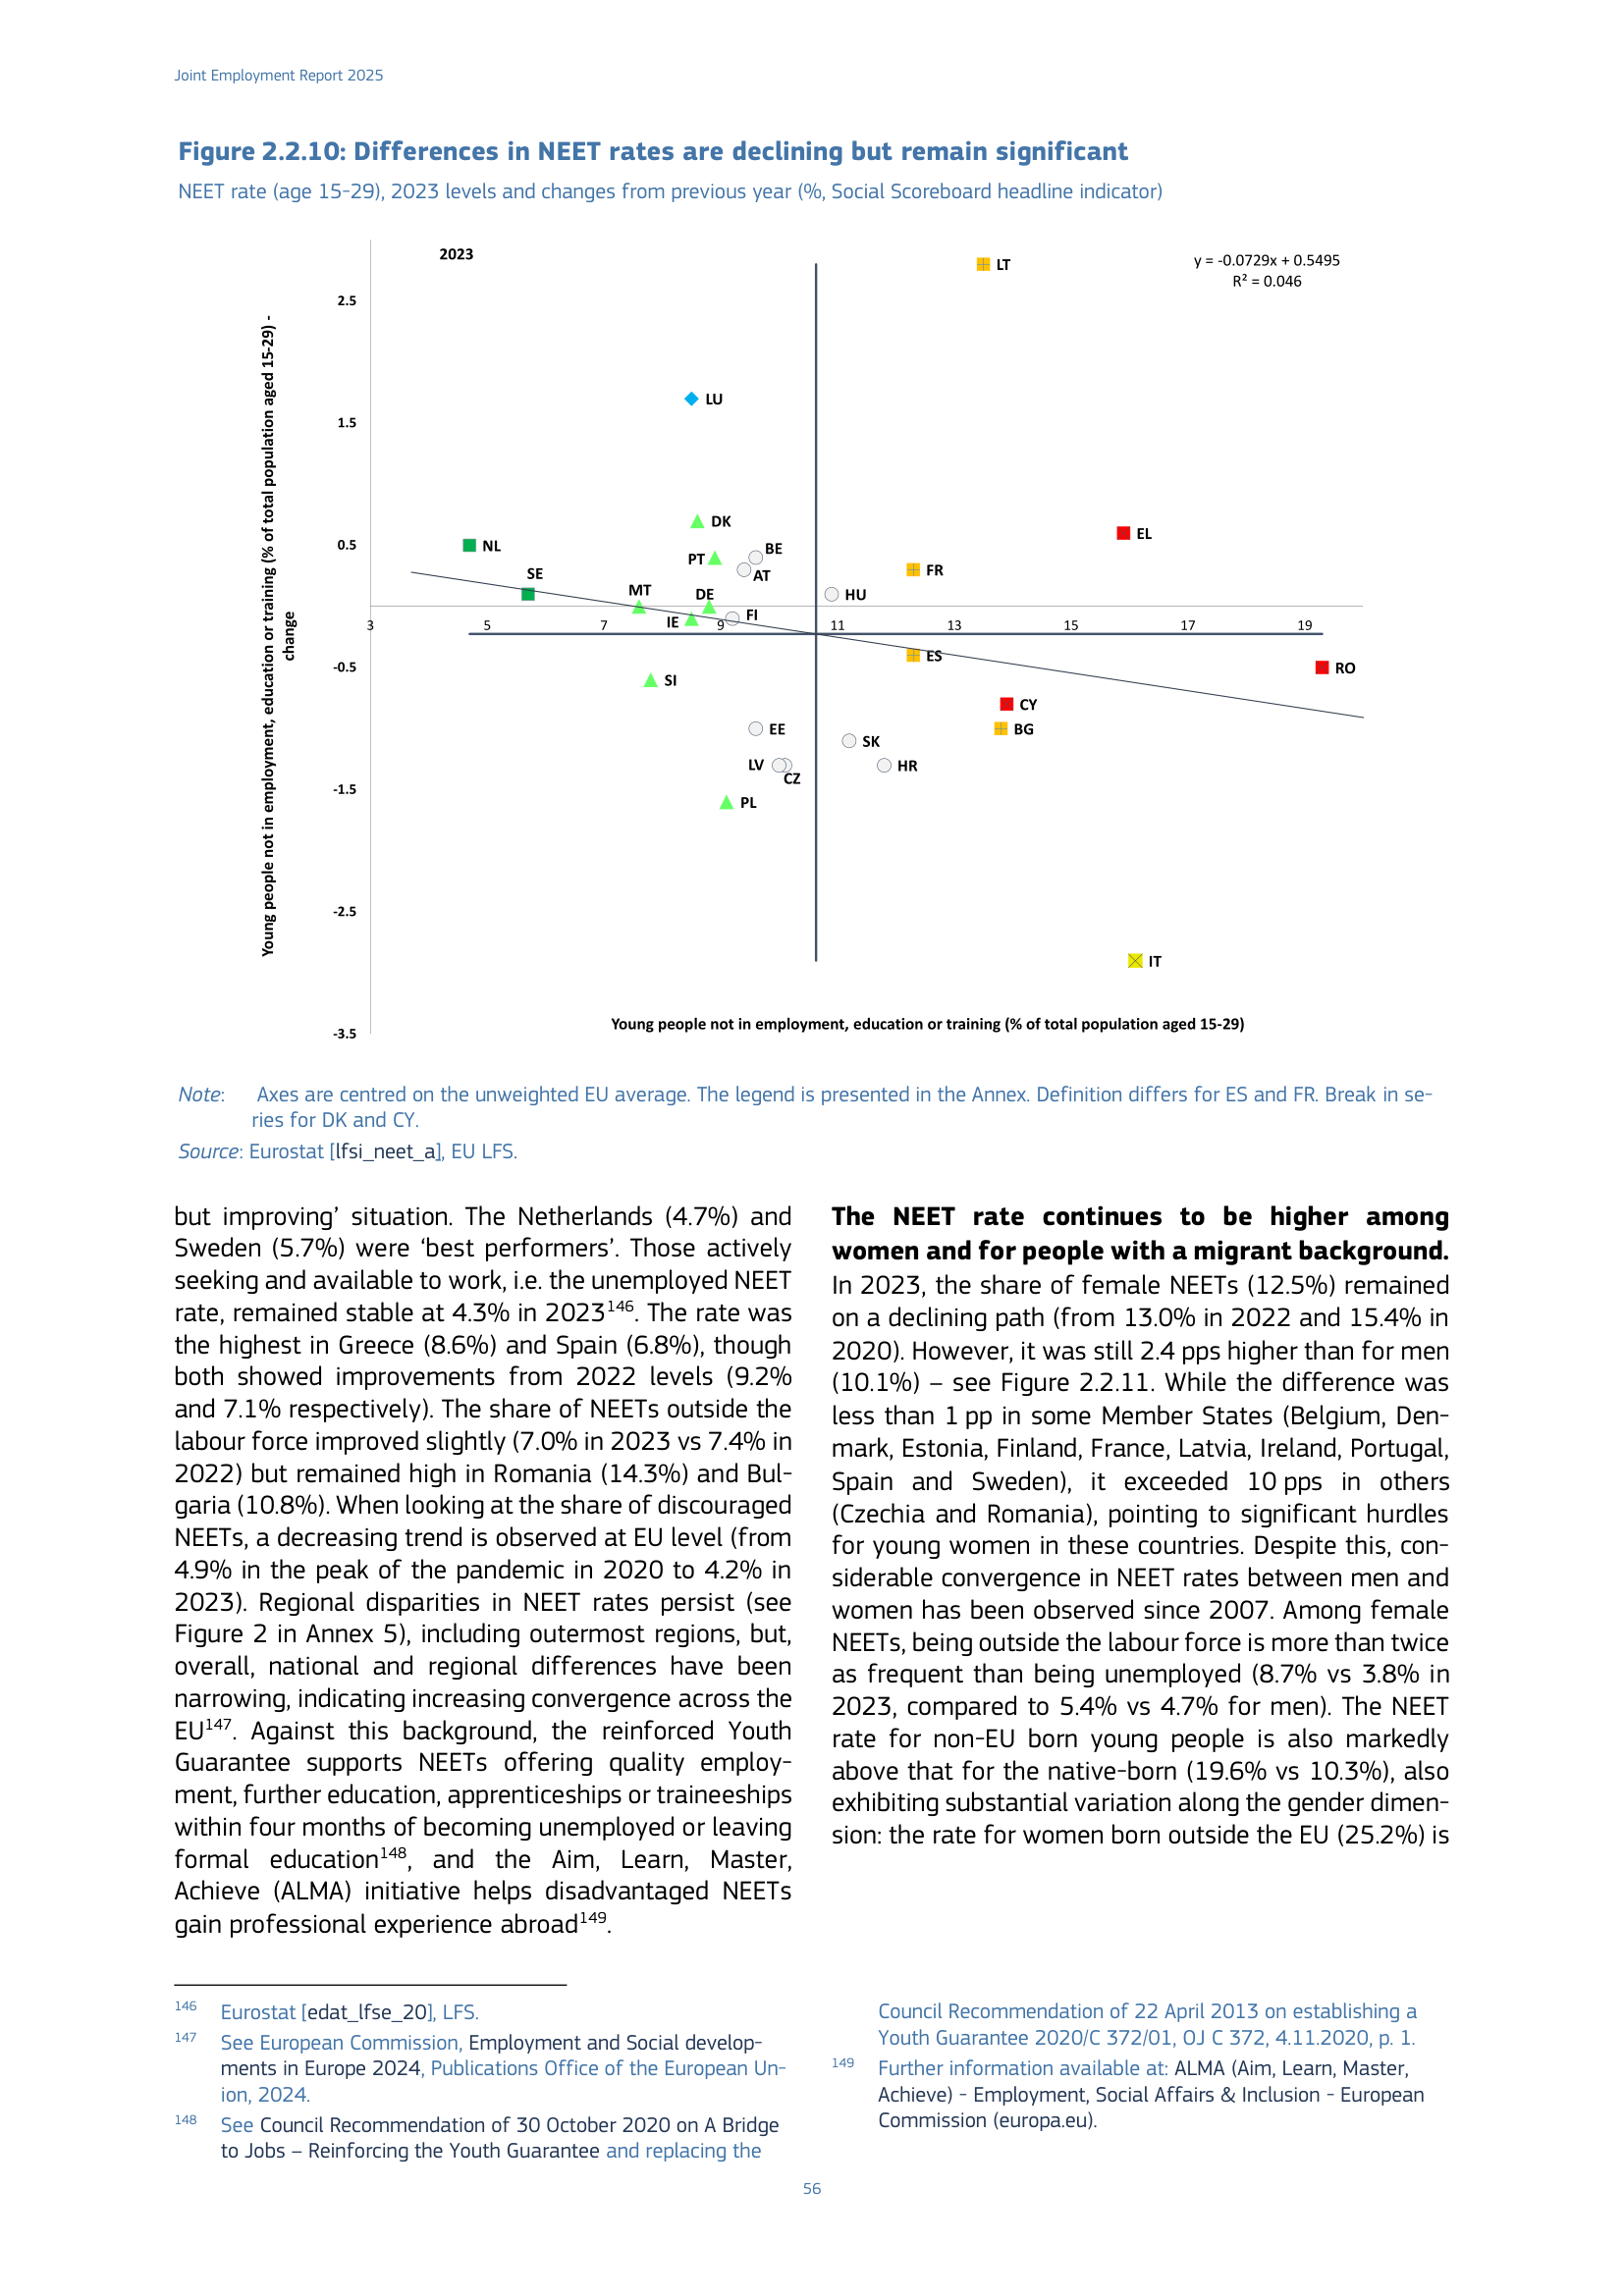 Joint Employment Report 2025
Figure 2.2.10: Differences in NEET rates are declining but remain significant
NEET rate (age 15-29), 2023 levels and changes from previous year (%, Social Scoreboard headline indicator)
2023
y = -0.0729x + 0.5495
R² = 0.046
Young people not in employment, education or training (% of total population aged 15-29) -
change
2.5
1.5
0.5
-0.5
-1.5
-2.5
-3.5
3
5
7
9
11
13
15
17
19
LT
LU
DK
NL
PT
BE
AT
EL
FR
SE
MT
DE
HU
IE
FI
ES
RO
SI
CY
EE
BG
SK
LV
CZ
HR
PL
IT
Young people not in employment, education or training (% of total population aged 15-29)
Note: Axes are centred on the unweighted EU average. The legend is presented in the Annex. Definition differs for ES and FR. Break in se-
ries for DK and CY.
Source: Eurostat [lfsi_neet_a], EU LFS.
but improving’ situation. The Netherlands (4.7%) and
Sweden (5.7%) were ‘best performers’. Those actively
seeking and available to work, i.e. the unemployed NEET
rate, remained stable at 4.3% in 2023146. The rate was
the highest in Greece (8.6%) and Spain (6.8%), though
both showed improvements from 2022 levels (9.2%
and 7.1% respectively). The share of NEETs outside the
labour force improved slightly (7.0% in 2023 vs 7.4% in
2022) but remained high in Romania (14.3%) and Bul-
garia (10.8%). When looking at the share of discouraged
NEETs, a decreasing trend is observed at EU level (from
4.9% in the peak of the pandemic in 2020 to 4.2% in
2023). Regional disparities in NEET rates persist (see
Figure 2 in Annex 5), including outermost regions, but,
overall, national and regional differences have been
narrowing, indicating increasing convergence across the
EU147. Against this background, the reinforced Youth
Guarantee supports NEETs offering quality employ-
ment, further education, apprenticeships or traineeships
within four months of becoming unemployed or leaving
formal education148, and the Aim, Learn, Master,
Achieve (ALMA) initiative helps disadvantaged NEETs
gain professional experience abroad149.
The NEET rate continues to be higher among
women and for people with a migrant background.
In 2023, the share of female NEETs (12.5%) remained
on a declining path (from 13.0% in 2022 and 15.4% in
2020). However, it was still 2.4 pps higher than for men
(10.1%) – see Figure 2.2.11. While the difference was
less than 1 pp in some Member States (Belgium, Den-
mark, Estonia, Finland, France, Latvia, Ireland, Portugal,
Spain and Sweden), it exceeded 10 pps in others
(Czechia and Romania), pointing to significant hurdles
for young women in these countries. Despite this, con-
siderable convergence in NEET rates between men and
women has been observed since 2007. Among female
NEETs, being outside the labour force is more than twice
as frequent than being unemployed (8.7% vs 3.8% in
2023, compared to 5.4% vs 4.7% for men). The NEET
rate for non-EU born young people is also markedly
above that for the native-born (19.6% vs 10.3%), also
exhibiting substantial variation along the gender dimen-
sion: the rate for women born outside the EU (25.2%) is
146 Eurostat [edat_lfse_20], LFS.
147 See European Commission, Employment and Social develop-
ments in Europe 2024, Publications Office of the European Un-
ion, 2024.
148 See Council Recommendation of 30 October 2020 on A Bridge
to Jobs – Reinforcing the Youth Guarantee and replacing the
Council Recommendation of 22 April 2013 on establishing a
Youth Guarantee 2020/C 372/01, OJ C 372, 4.11.2020, p. 1.
149 Further information available at: ALMA (Aim, Learn, Master,
Achieve) - Employment, Social Affairs & Inclusion - European
Commission (europa.eu).
56